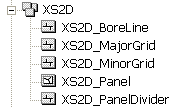 XS2D
XS2D_BoreLine
XS2D_MajorGrid
XS2D_MinorGrid
XS2D_Panel
XS2D_PanelDivider